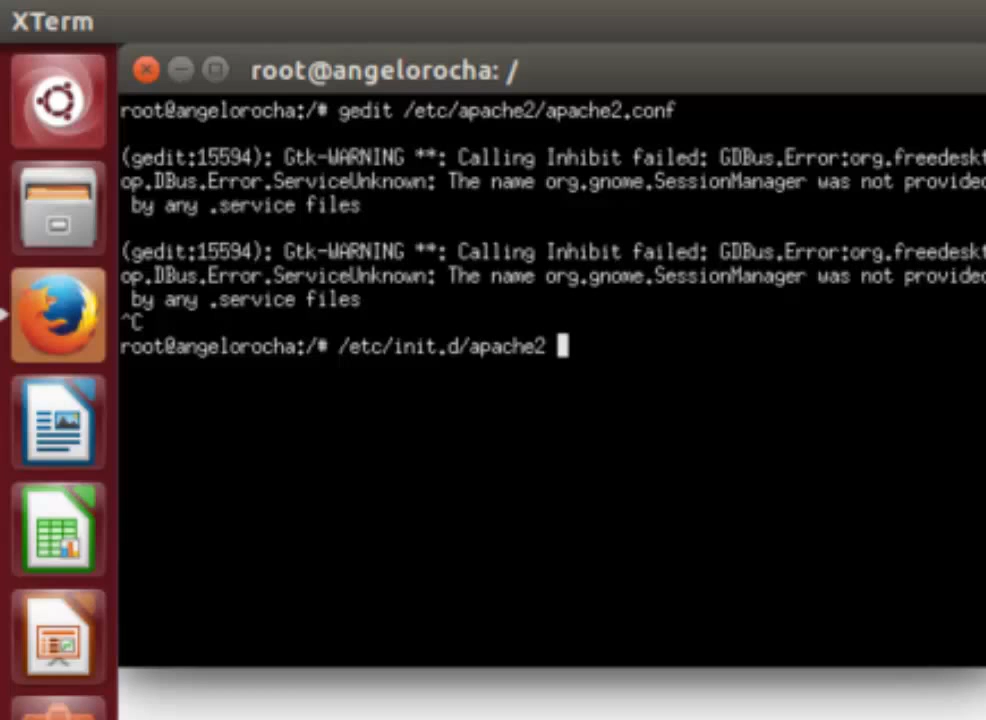 XTerm
root@angelorocha: /
root@angelorocha:/# gedit /etc/apache2/apache2.conf
(gedit:15594): Gtk-WARNING **: Calling Inhibit failed: GDBus.Error:org.freedeskt
op.DBus.Error.ServiceUnknown: The name org.gnome.SessionManager was not provided
by any .service files
(gedit:15594): Gtk-WARNING **: Calling Inhibit failed: GDBus.Error:org.freedeskt
op.DBus.Error.ServiceUnknown: The name org.gnome.SessionManager was not provided
by any .service files
^C
root@angelorocha:/# /etc/init.d/apache2